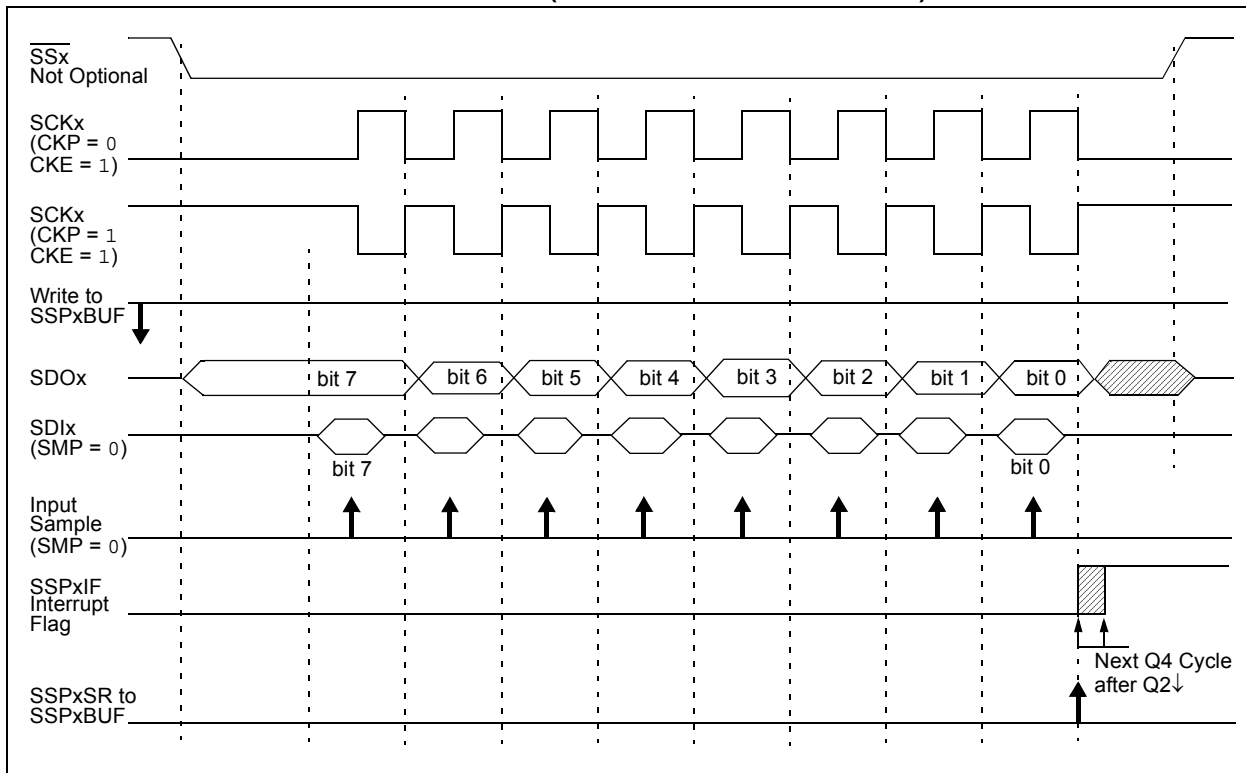 SSx
Not Optional
SCKx
(CKP = 0
CKE = 1)
SCKx
(CKP = 1
CKE = 1)
Write to
SSPxBUF
SDOx
bit 7 bit 6 bit 5 bit 4 bit 3 bit 2 bit 1 bit 0
SDIx
(SMP = 0)
bit 7 bit 0
Input
Sample
(SMP = 0)
SSPxIF
Interrupt
Flag
Next Q4 Cycle
after Q2↓
SSPxSR to
SSPxBUF